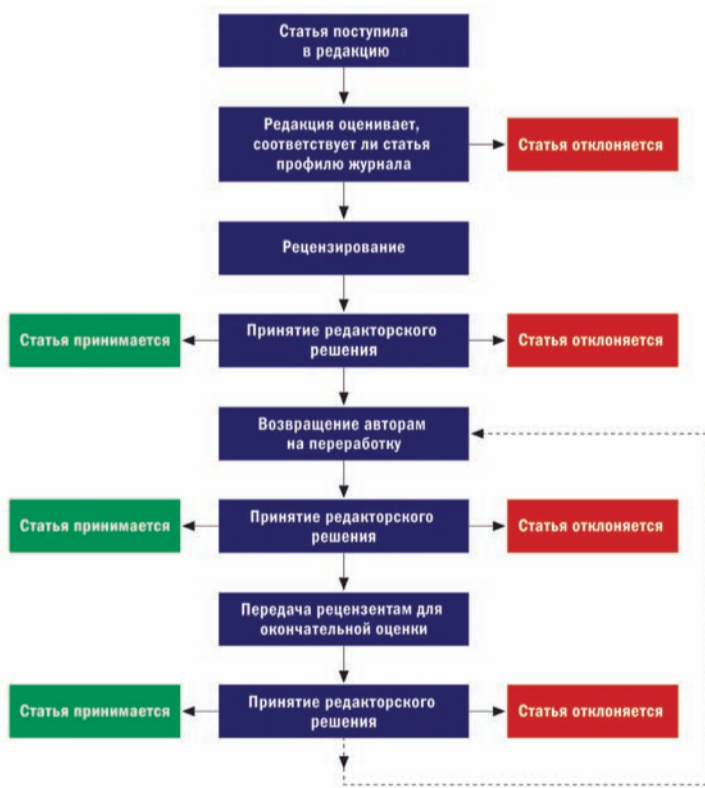 Статья поступила
в редакцию
Редакция оценивает,
соответствует ли статья
профилю журнала
Статья отклоняется
Рецензирование
Статья принимается
Принятие редакторского
решения
Статья отклоняется
Возвращение авторам
на переработку
Статья принимается
Принятие редакторского
решения
Статья отклоняется
Передача рецензентам для
окончательной оценки
Статья принимается
Принятие редакторского
решения
Статья отклоняется